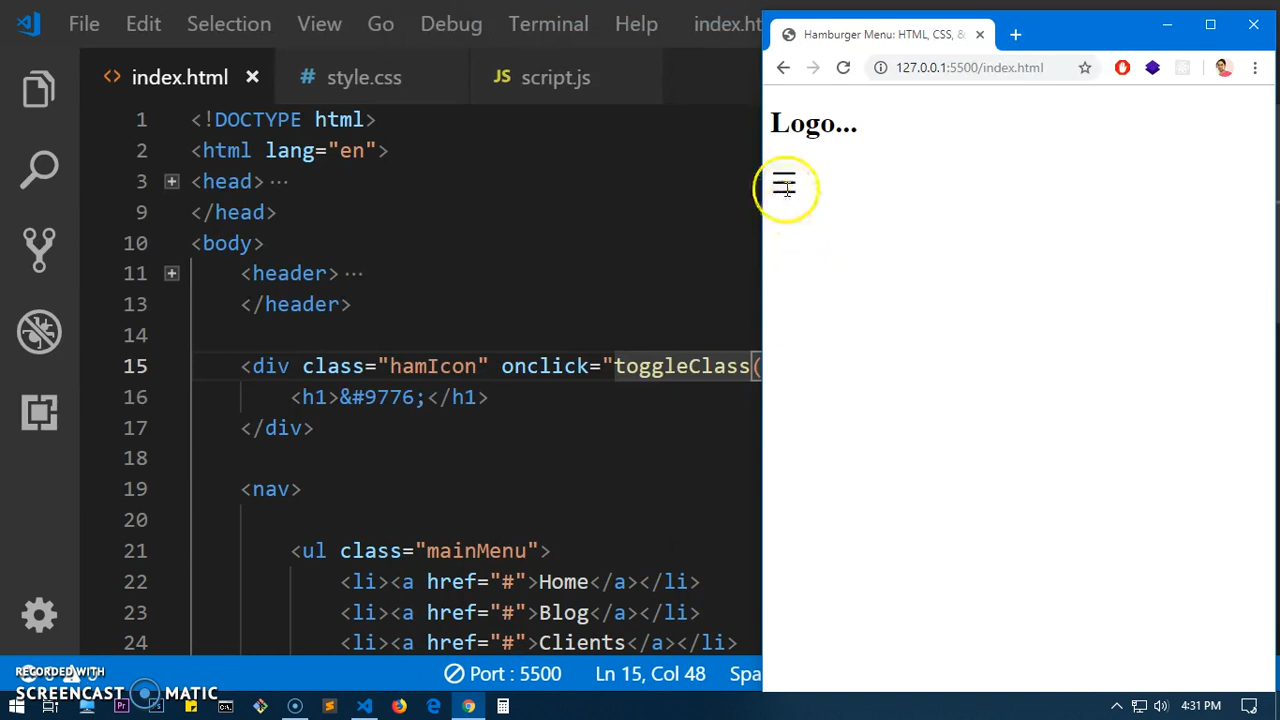 File Edit Selection View Go Debug Terminal Help index.ht
Hamburger Menu: HTML, CSS, &
127.0.0.1:5500/index.html
<> index.html × # style.css JS script.js
1 <!DOCTYPE html>
2 <html lang="en">
3 <head>…
9 </head>
10 <body>
11 <header>…
13 </header>
14
15 <div class="hamIcon" onclick="toggleClass(
16 <h1>&#9776;</h1>
17 </div>
18
19 <nav>
20
21 <ul class="mainMenu">
22 <li><a href="#">Home</a></li>
23 <li><a href="#">Blog</a></li>
24 <li><a href="#">Clients</a></li>
Logo...
☰
Port : 5500 Ln 15, Col 48 Spa
RECORDED WITH
SCREENCAST MATIC
4:31 PM